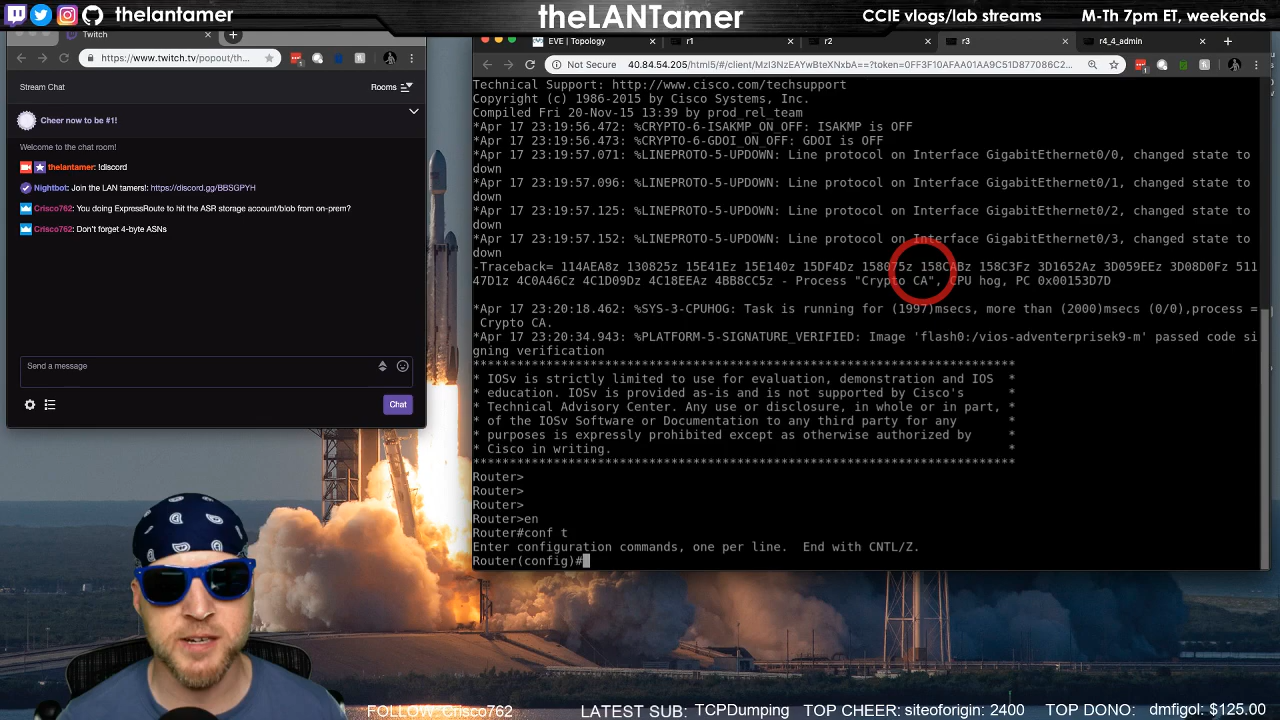 thelantamer
theLANTamer
CCIE vlogs/lab streams
M-Th 7pm ET, weekends
Twitch
https://www.twitch.tv/popout/th...
Stream Chat
Rooms
Cheer now to be #1!
Welcome to the chat room!
thelantamer: !discord
Nightbot: Join the LAN tamers!: https://discord.gg/BBSGPYH
Crisco762: You doing ExpressRoute to hit the ASR storage account/blob from on-prem?
Crisco762: Don't forget 4-byte ASNs
Send a message
Chat
EVE | Topology
r1
r2
r3
r4_4_admin
Not Secure
40.84.54.205/html5/#/client/MzI3NzEAYwBteXNxbA==?token=0FF3F10AFAA01AA9C51D877086C2...
Technical Support: http://www.cisco.com/techsupport
Copyright (c) 1986-2015 by Cisco Systems, Inc.
Compiled Fri 20-Nov-15 13:39 by prod_rel_team
*Apr 17 23:19:56.472: %CRYPTO-6-ISAKMP_ON_OFF: ISAKMP is OFF
*Apr 17 23:19:56.473: %CRYPTO-6-GDOI_ON_OFF: GDOI is OFF
*Apr 17 23:19:57.071: %LINEPROTO-5-UPDOWN: Line protocol on Interface GigabitEthernet0/0, changed state to
down
*Apr 17 23:19:57.096: %LINEPROTO-5-UPDOWN: Line protocol on Interface GigabitEthernet0/1, changed state to
down
*Apr 17 23:19:57.125: %LINEPROTO-5-UPDOWN: Line protocol on Interface GigabitEthernet0/2, changed state to
down
*Apr 17 23:19:57.152: %LINEPROTO-5-UPDOWN: Line protocol on Interface GigabitEthernet0/3, changed state to
down
-Traceback= 114AEA8z 130825z 15E41Ez 15E140z 15DF4Dz 158075z 158CABz 158C3Fz 3D1652Az 3D059EEz 3D08D0Fz 511
47D1z 4C0A46Cz 4C1D09Dz 4C18EEAz 4BB8CC5z - Process "Crypto CA", CPU hog, PC 0x00153D7D
*Apr 17 23:20:18.462: %SYS-3-CPUHOG: Task is running for (1997)msecs, more than (2000)msecs (0/0),process =
Crypto CA.
*Apr 17 23:20:34.943: %PLATFORM-5-SIGNATURE_VERIFIED: Image 'flash0:/vios-adventerprisek9-m' passed code si
gning verification
**************************************************************************
* IOSv is strictly limited to use for evaluation, demonstration and IOS *
* education. IOSv is provided as-is and is not supported by Cisco's *
* Technical Advisory Center. Any use or disclosure, in whole or in part, *
* of the IOSv Software or Documentation to any third party for any *
* purposes is expressly prohibited except as otherwise authorized by *
* Cisco in writing. *
**************************************************************************
Router>
Router>
Router>
Router>en
Router#conf t
Enter configuration commands, one per line. End with CNTL/Z.
Router(config)#
FOLLOW: Crisco762
LATEST SUB: TCPDumping
TOP CHEER: siteoforigin: 2400
TOP DONO: dmfigol: $125.00